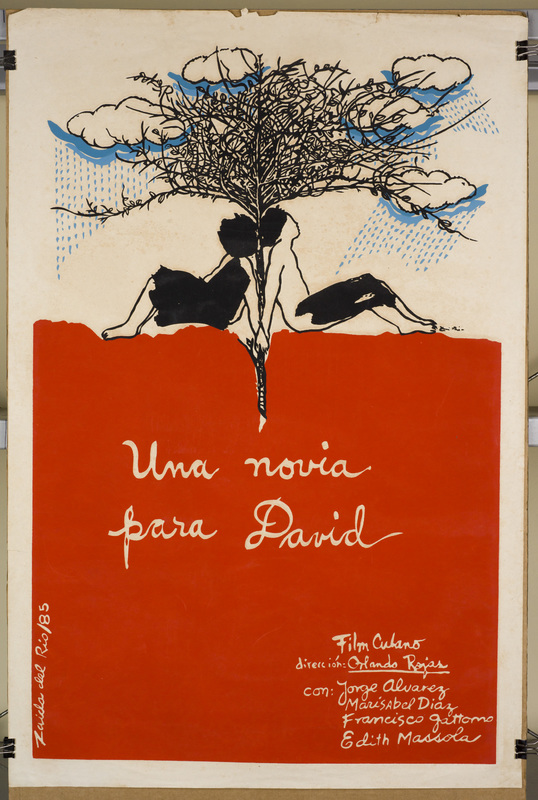 Una novia
para David
Film Cubano
dirección: Orlando Rojas
con: Jorge Alvarez
Marisabel Díaz
Francisco Gattorno
Edith Massola
Zaida del Río/85